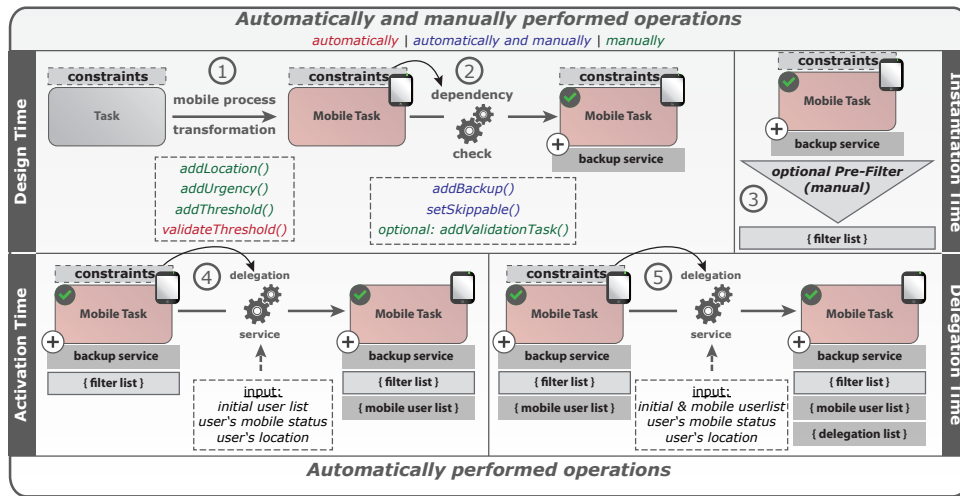 Automatically and manually performed operations
automatically | automatically and manually | manually
Design Time
constraints
Task
1
mobile process
transformation
addLocation()
addUrgency()
addThreshold()
validateThreshold()
constraints
Mobile Task
2
dependency
check
addBackup()
setSkippable()
optional: addValidationTask()
constraints
Mobile Task
backup service
Instantiation Time
constraints
Mobile Task
backup service
3
optional Pre-Filter
(manual)
{ filter list }
Activation Time
constraints
Mobile Task
backup service
{ filter list }
4
delegation
service
input:
initial user list
user's mobile status
user's location
Mobile Task
backup service
{ filter list }
{ mobile user list }
Delegation Time
constraints
Mobile Task
backup service
{ filter list }
{ mobile user list }
5
delegation
service
input:
initial & mobile userlist
user's mobile status
user's location
Mobile Task
backup service
{ filter list }
{ mobile user list }
{ delegation list }
Automatically performed operations